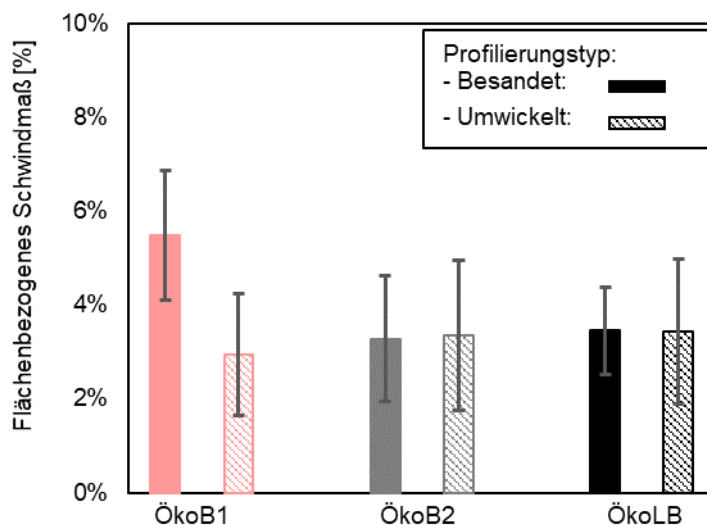 Flächenbezogenes Schwindmaß [%]
10%
8%
6%
4%
2%
0%
Profilierungstyp:
- Besandet:
- Umwickelt:
ÖkoB1
ÖkoB2
ÖkoLB